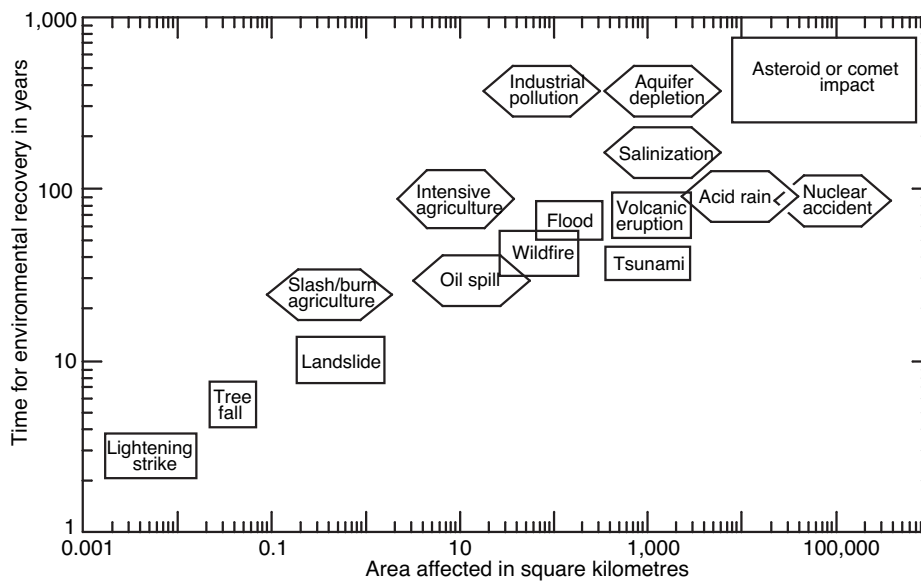 1,000
100
10
1
Time for environmental recovery in years
Industrial
pollution
Aquifer
depletion
Asteroid or comet
impact
Salinization
Intensive
agriculture
Flood
Volcanic
eruption
Acid rain
Nuclear
accident
Wildfire
Tsunami
Slash/burn
agriculture
Oil spill
Landslide
Tree
fall
Lightening
strike
0.001
0.1
10
1,000
100,000
Area affected in square kilometres